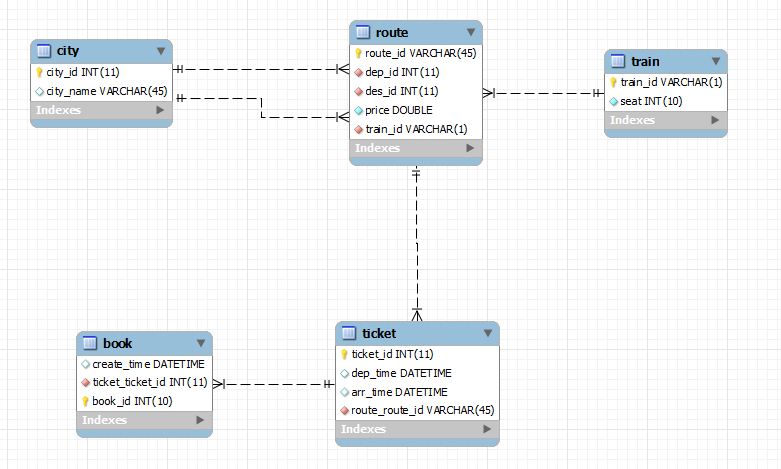 city
city_id INT(11)
city_name VARCHAR(45)
Indexes
route
route_id VARCHAR(45)
dep_id INT(11)
des_id INT(11)
price DOUBLE
train_id VARCHAR(1)
Indexes
train
train_id VARCHAR(1)
seat INT(10)
Indexes
book
create_time DATETIME
ticket_ticket_id INT(11)
book_id INT(10)
Indexes
ticket
ticket_id INT(11)
dep_time DATETIME
arr_time DATETIME
route_route_id VARCHAR(45)
Indexes